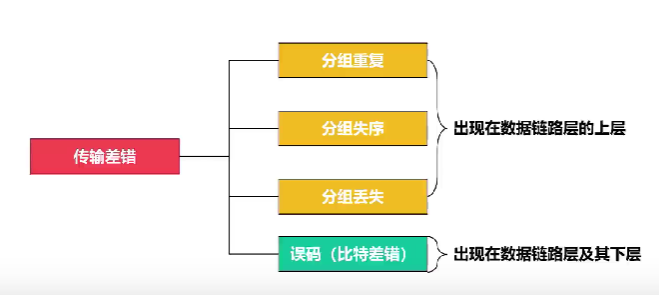 分组重复
分组失序
出现在数据链路层的上层
传输差错
分组丢失
误码（比特差错）
出现在数据链路层及其下层